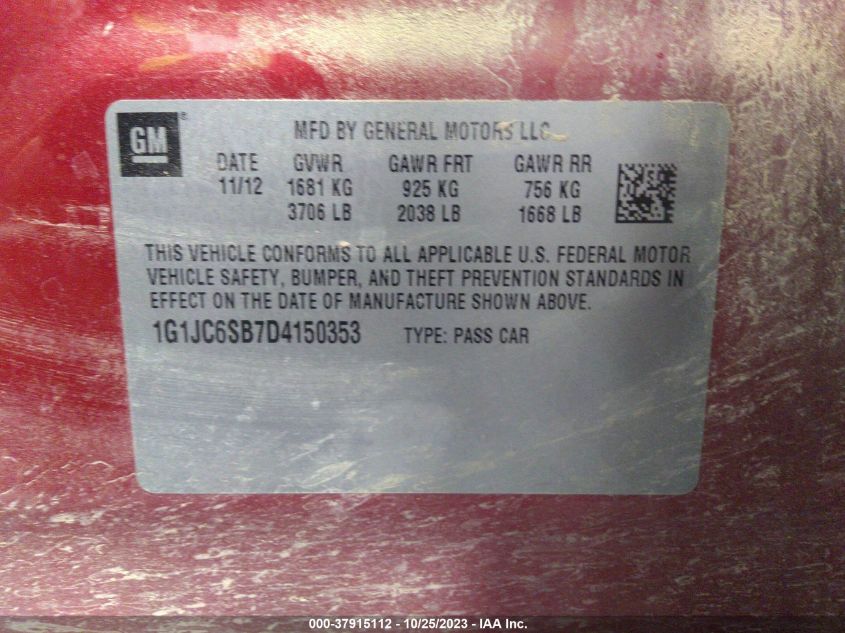 GM ®
MFD BY GENERAL MOTORS LLC
DATE GVWR GAWR FRT GAWR RR
11/12 1681 KG 925 KG 756 KG
3706 LB 2038 LB 1668 LB
THIS VEHICLE CONFORMS TO ALL APPLICABLE U.S. FEDERAL MOTOR
VEHICLE SAFETY, BUMPER, AND THEFT PREVENTION STANDARDS IN
EFFECT ON THE DATE OF MANUFACTURE SHOWN ABOVE.
1G1JC6SB7D4150353 TYPE: PASS CAR
000-37915112 - 10/25/2023 - IAA Inc.